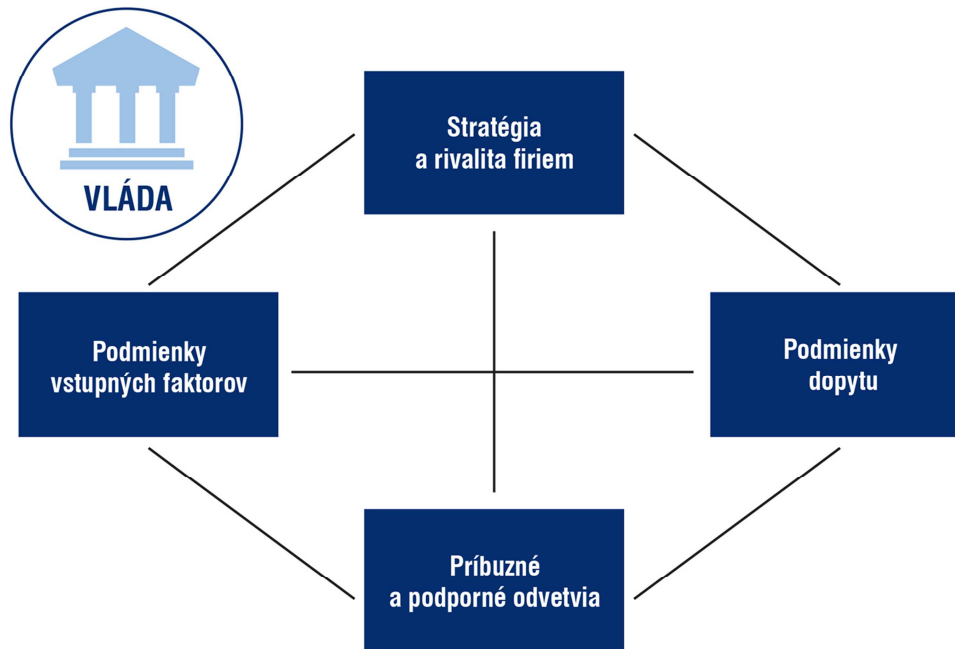 VLÁDA
Stratégia
a rivalita firiem
Podmienky
vstupných faktorov
Podmienky
dopytu
Príbuzné
a podporné odvetvia